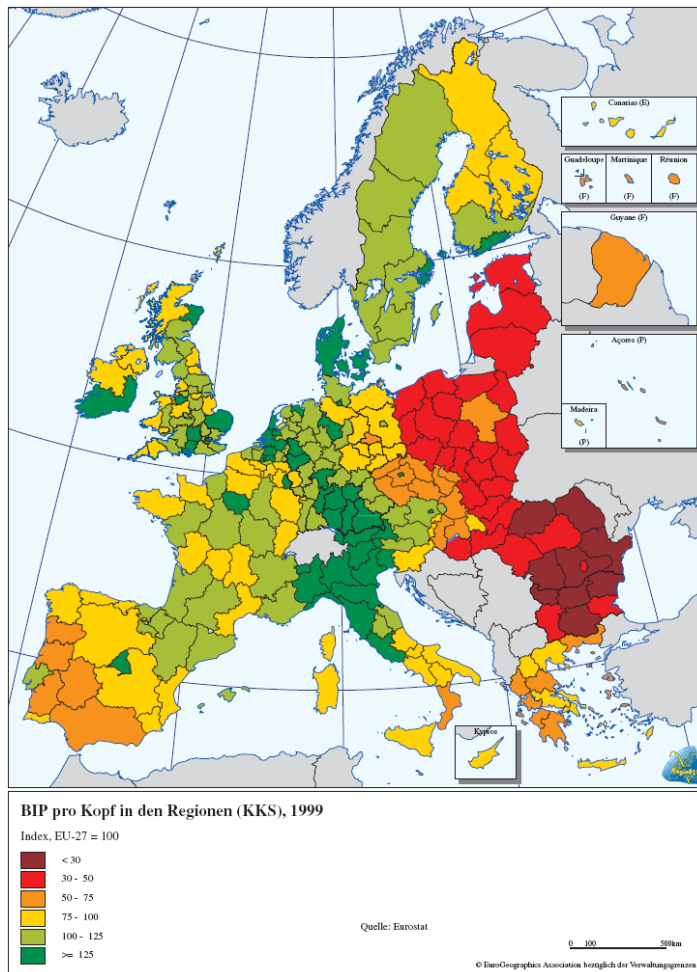 Canarias (E)
Guadeloupe
Martinique
Réunion
(F)
(F)
(F)
Guyane (F)
Açores (P)
Madeira
(P)
Kypros
BIP pro Kopf in den Regionen (KKS), 1999
Index, EU-27 = 100
< 30
30 - 50
50 - 75
75 - 100
100 - 125
>= 125
Quelle: Eurostat
0 100 500km
© EuroGeographics Association bezüglich der Verwaltungsgrenzen